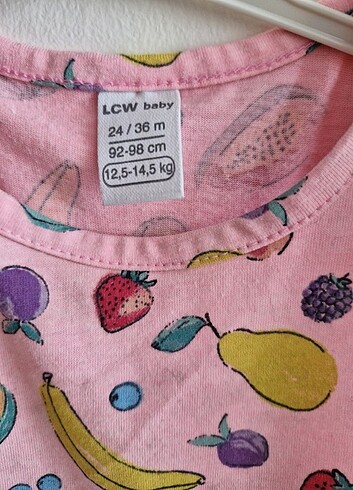 LCW baby
24 / 36 m
92-98 cm
12,5-14,5 kg